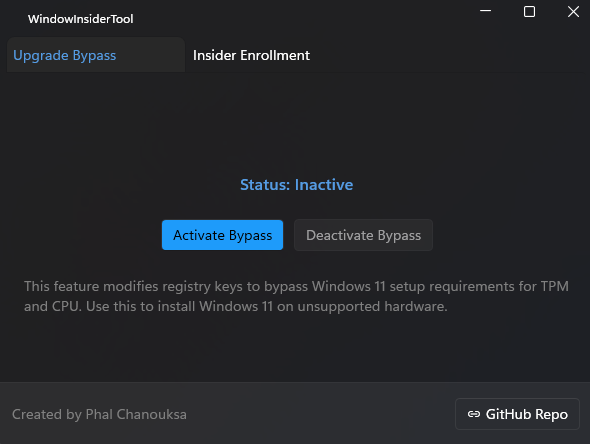 WindowInsiderTool
Upgrade Bypass
Insider Enrollment
Status: Inactive
Activate Bypass
Deactivate Bypass
This feature modifies registry keys to bypass Windows 11 setup requirements for TPM
and CPU. Use this to install Windows 11 on unsupported hardware.
Created by Phal Chanouksa
GitHub Repo